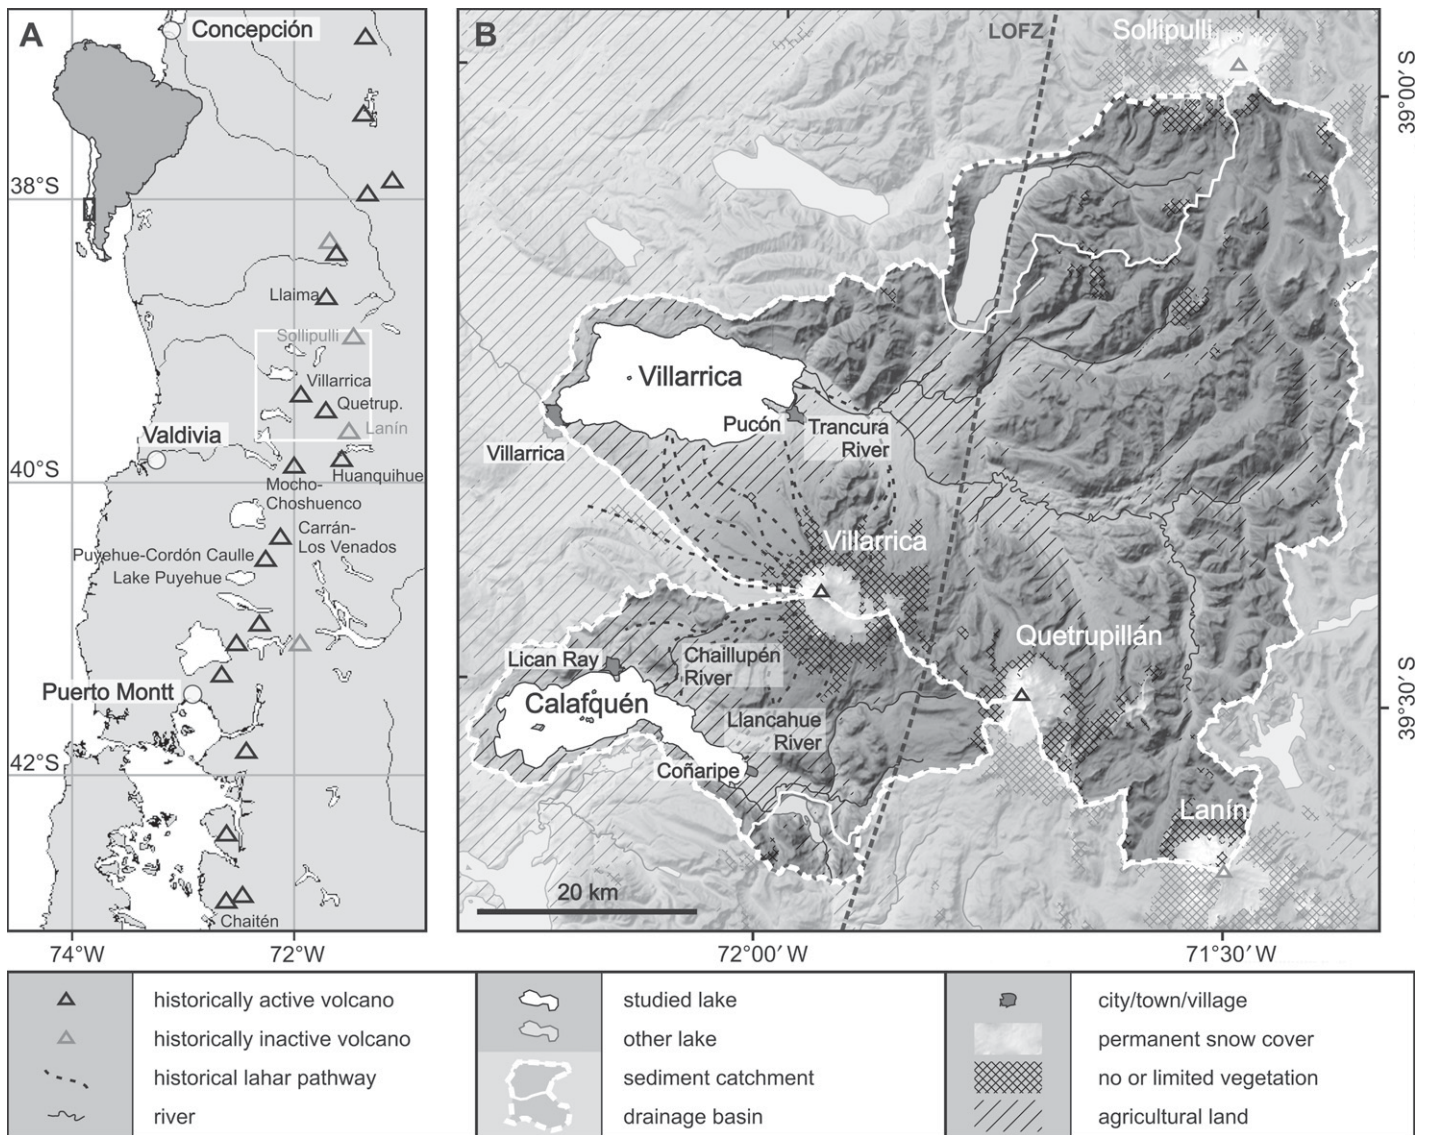 A
Concepción
38°S
Llaima
Sollipulli
Villarrica
Quetrup.
Lanín
Valdivia
40°S
Huanquihue
Mocho-
Choshuenco
Carrán-
Los Venados
Puyehue-Cordón Caulle
Lake Puyehue
Puerto Montt
42°S
Chaitén
74°W
72°W
B
LOFZ
Sollipulli
39°00′ S
Villarrica
Pucón
Trancura
River
Villarrica
Villarrica
Quetrupillán
Lican Ray
Chaillupén
River
Calafquén
Llancahue
River
Coñaripe
39°30′ S
Lanín
20 km
72°00′ W
71°30′ W
historically active volcano
historically inactive volcano
historical lahar pathway
river
studied lake
other lake
sediment catchment
drainage basin
city/town/village
permanent snow cover
no or limited vegetation
agricultural land